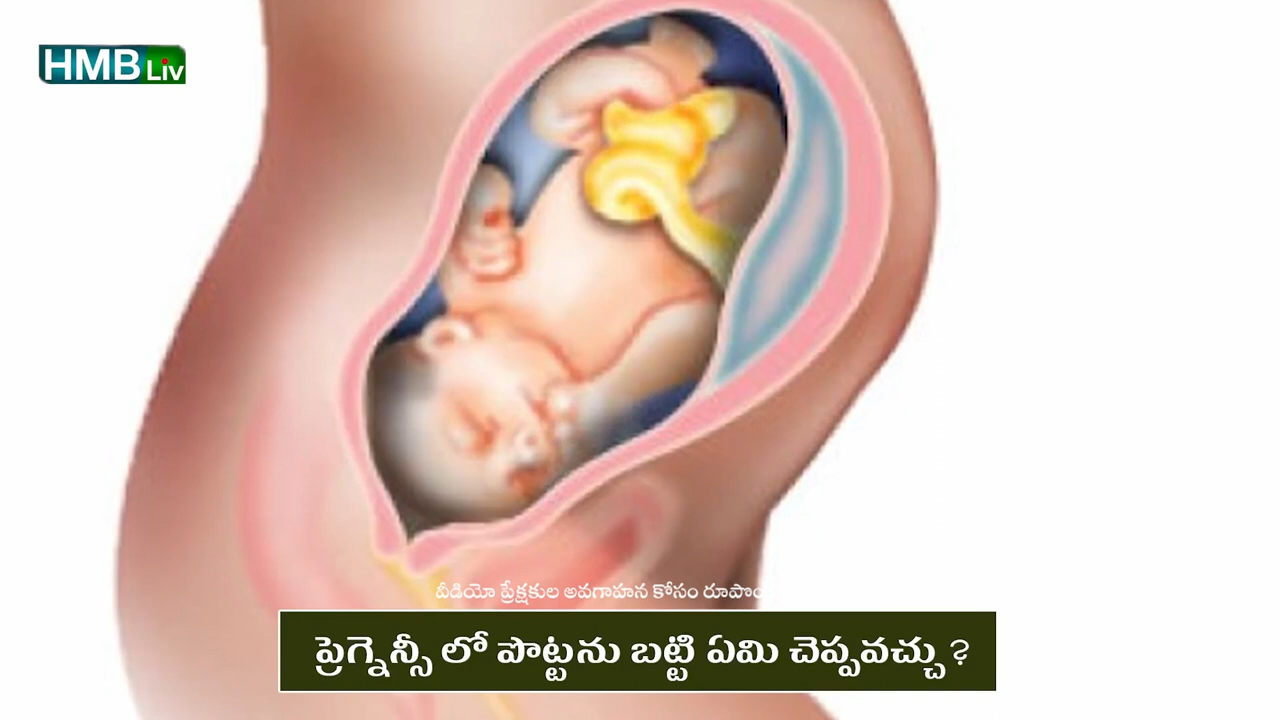 HMB Liv
వీడియో ప్రేక్షకుల అవగాహన కోసం
ప్రెగ్నెన్సీ లో పొట్టను బట్టి ఏమి చెప్పవచ్చు?